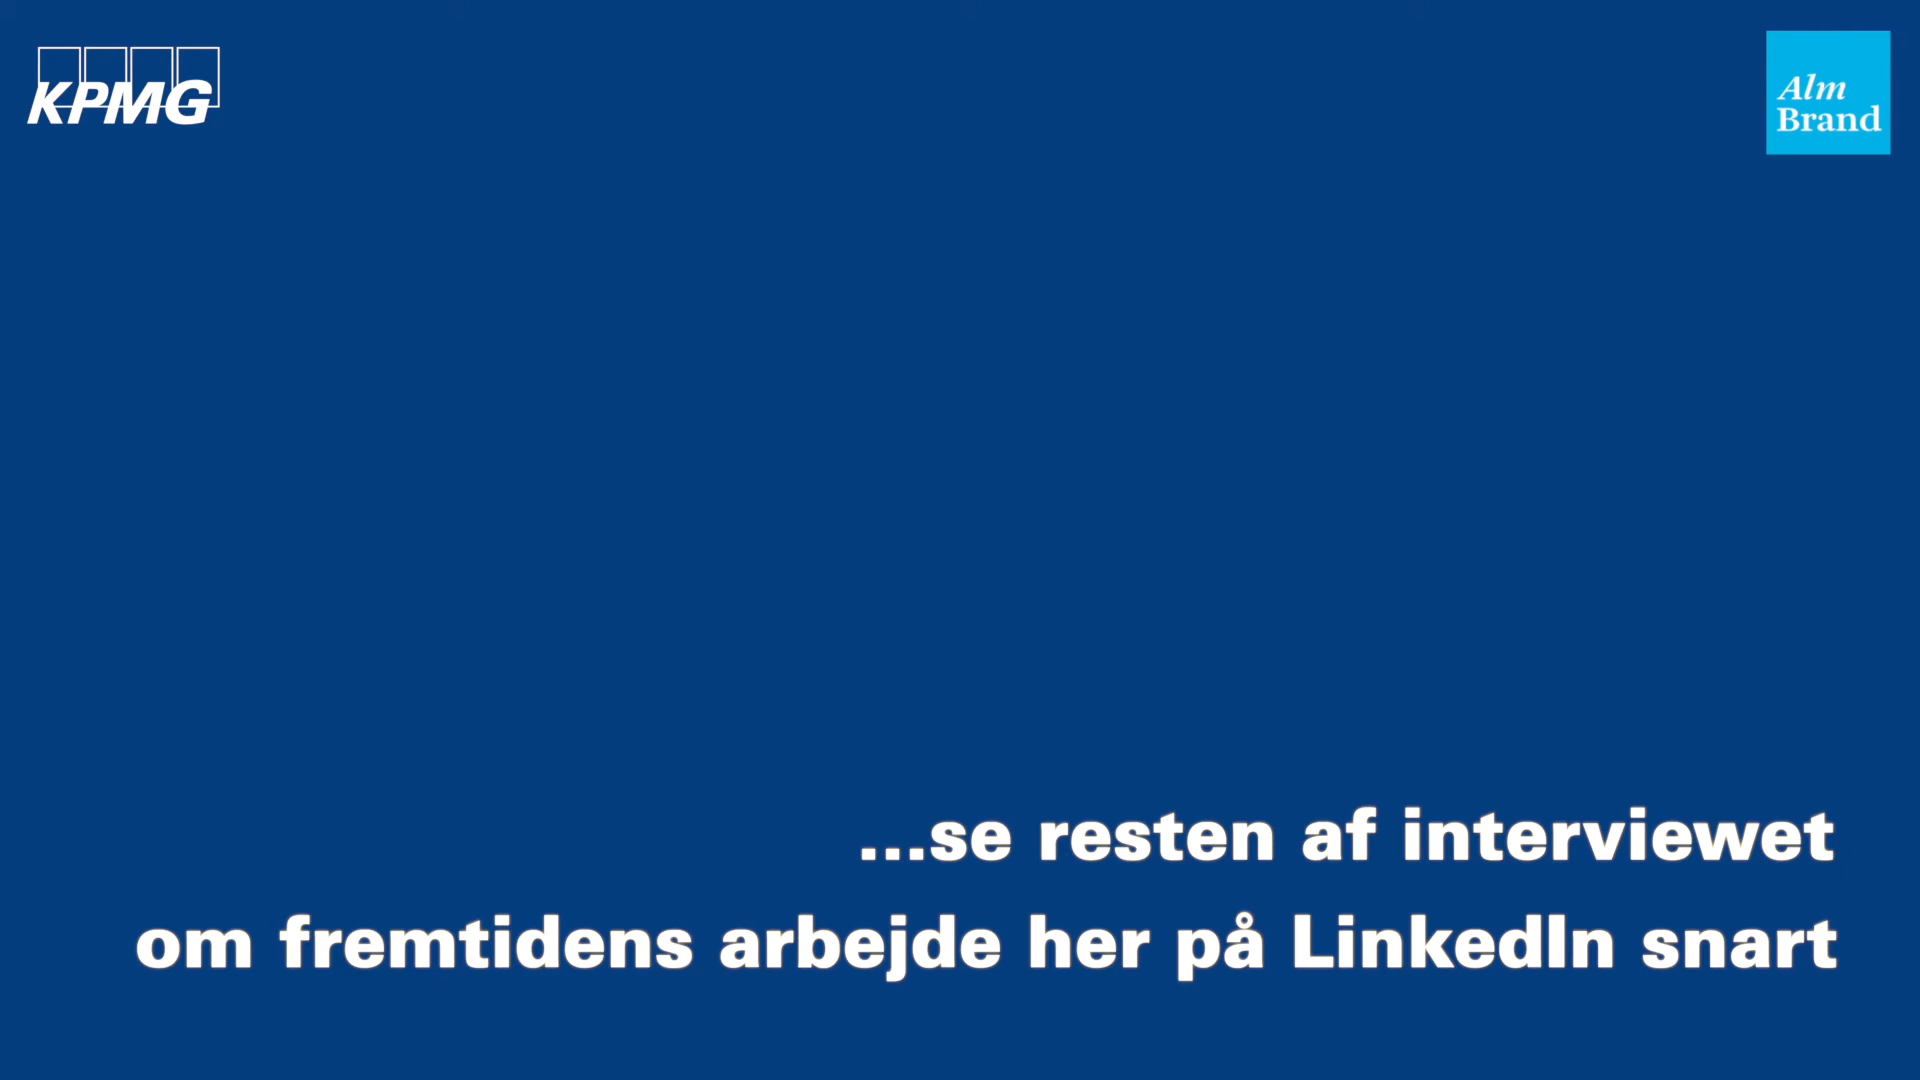 KPMG
Alm
Brand
...se resten af interviewet
om fremtidens arbejde her på LinkedIn snart